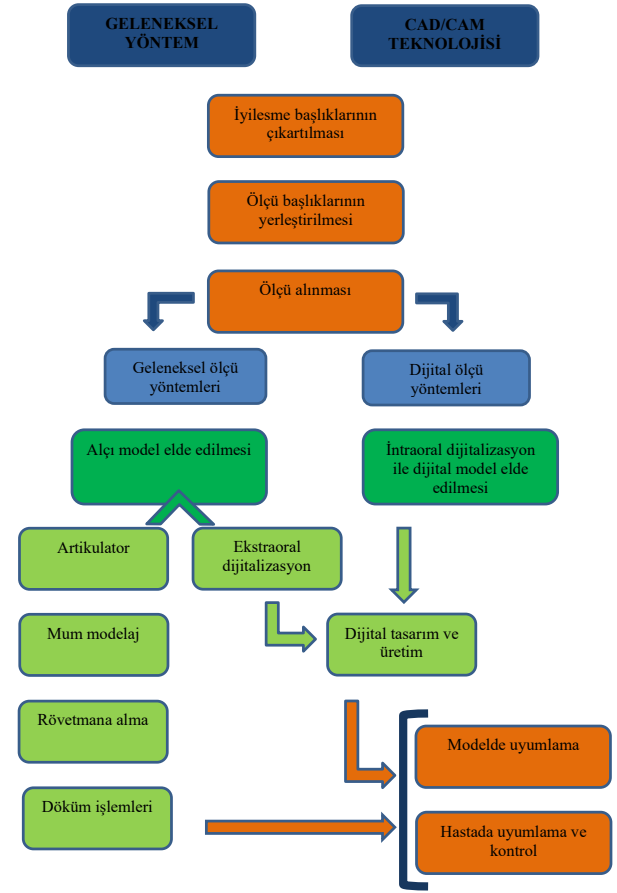 GELENEKSEL
YÖNTEM
CAD/CAM
TEKNOLOJİSİ
İyilesme başlıklarının
çıkartılması
Ölçü başlıklarının
yerleştirilmesi
Ölçü alınması
Geleneksel ölçü
yöntemleri
Dijital ölçü
yöntemleri
Alçı model elde edilmesi
İntraoral dijitalizasyon
ile dijital model elde
edilmesi
Artikulator
Ekstraoral
dijitalizasyon
Mum modelaj
Dijital tasarım ve
üretim
Rövetmana alma
Modelde uyumlama
Döküm işlemleri
Hastada uyumlama ve
kontrol